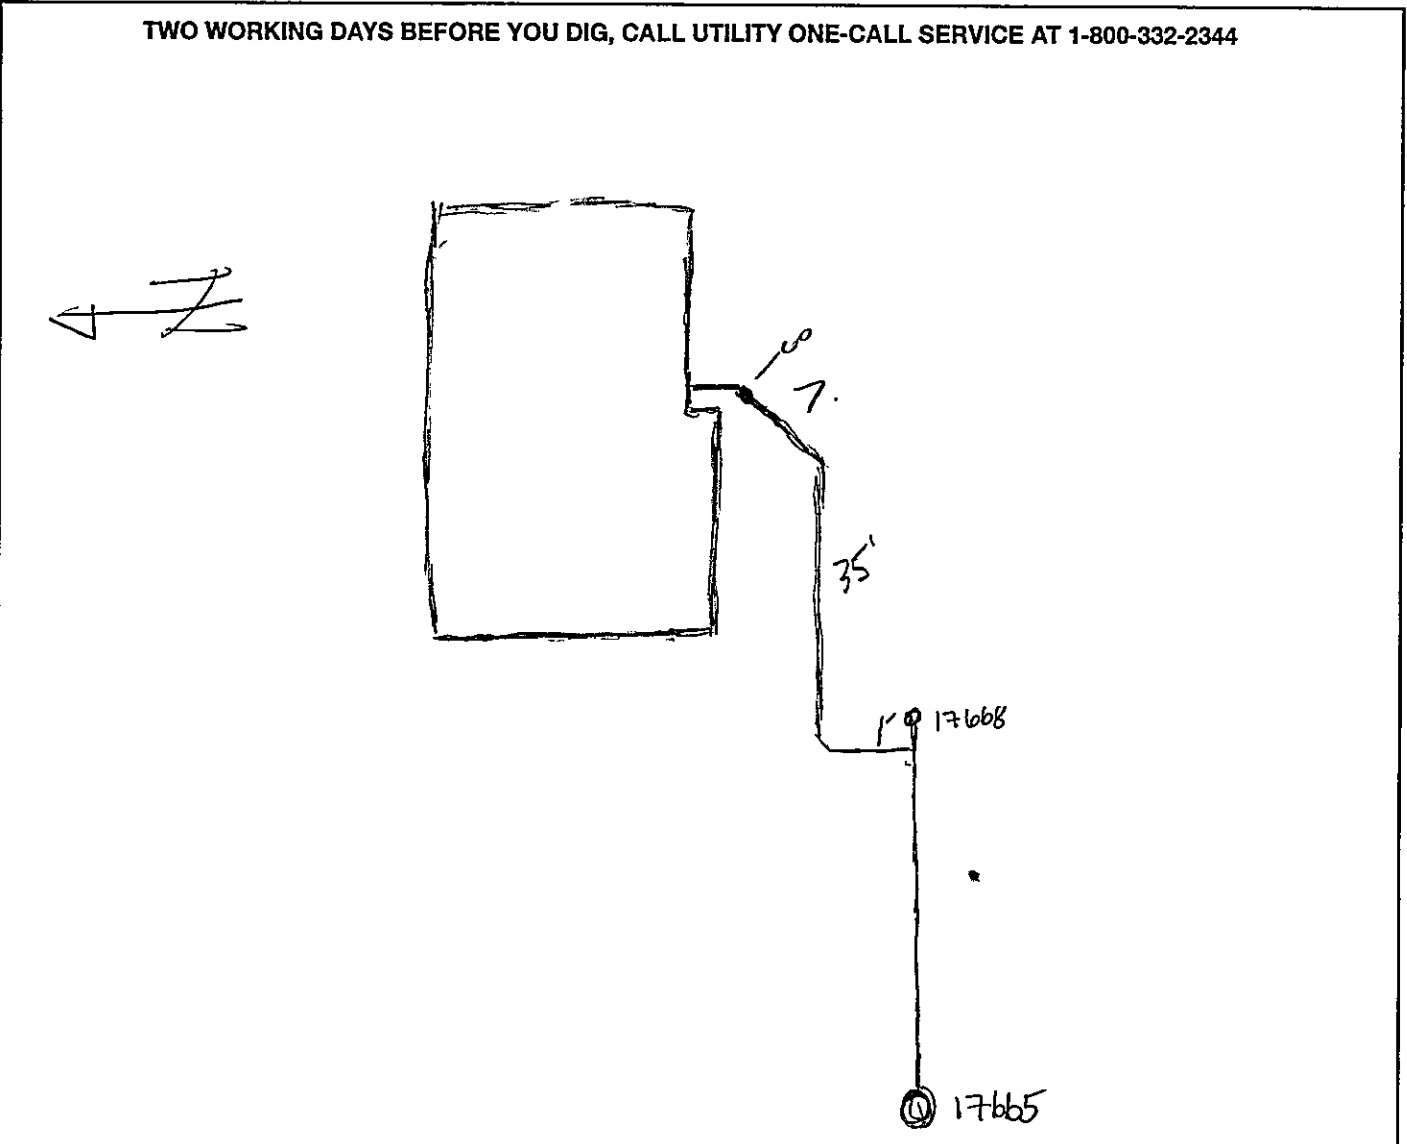 TWO WORKING DAYS BEFORE YOU DIG, CALL UTILITY ONE-CALL SERVICE AT 1-800-332-2344
N
7.
35'
1'
17668
17665